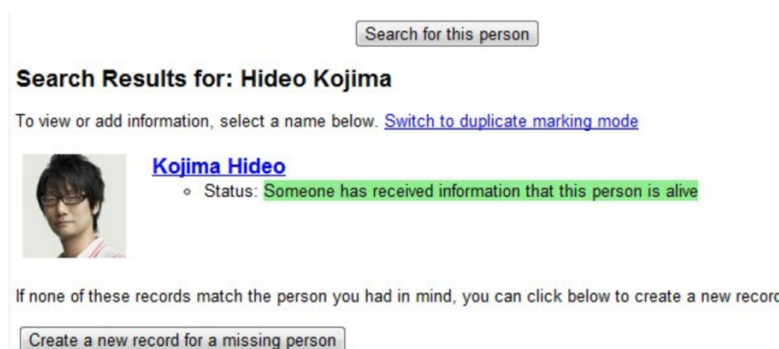 Search for this person
Search Results for: Hideo Kojima
To view or add information, select a name below. Switch to duplicate marking mode
Kojima Hideo
Status: Someone has received information that this person is alive
If none of these records match the person you had in mind, you can click below to create a new record
Create a new record for a missing person